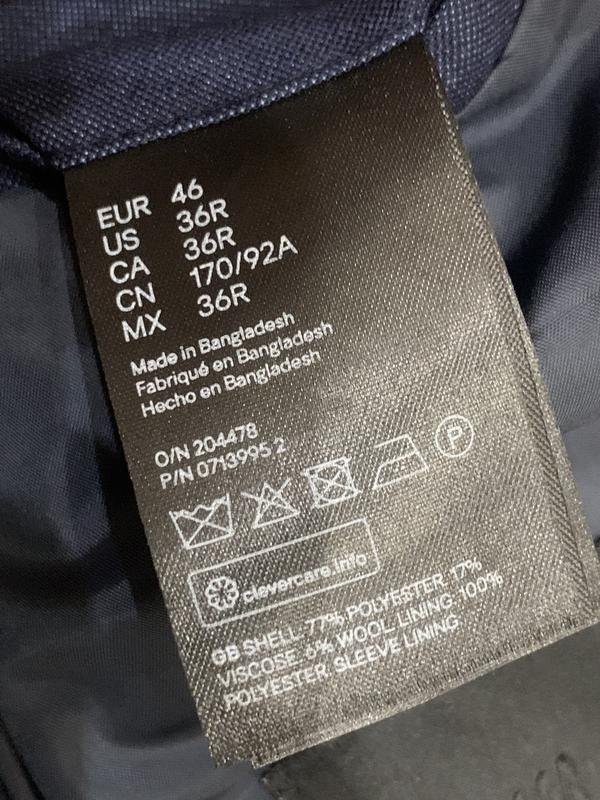 EUR 46
US 36R
CA 36R
CN 170/92A
MX 36R
Made in Bangladesh
Fabriqué en Bangladesh
Hecho en Bangladesh
O/N 204478
P/N 0713995 2
P
clevercare.info
GB SHELL 77% POLYESTER 17%
VISCOSE 6% WOOL LINING 100%
POLYESTER SLEEVE LINING